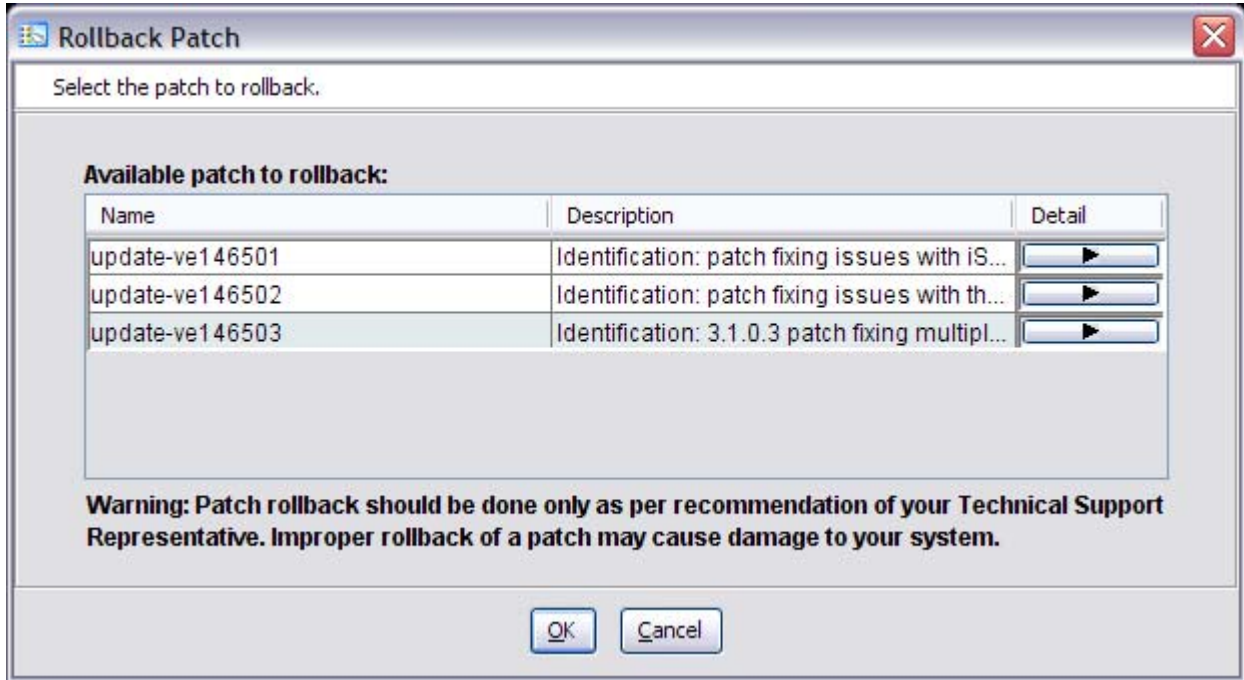 Rollback Patch
Select the patch to rollback.
Available patch to rollback:
Name Description Detail
update-ve146501 Identification: patch fixing issues with iS...
update-ve146502 Identification: patch fixing issues with th...
update-ve146503 Identification: 3.1.0.3 patch fixing multipl...
Warning: Patch rollback should be done only as per recommendation of your Technical Support
Representative. Improper rollback of a patch may cause damage to your system.
OK Cancel